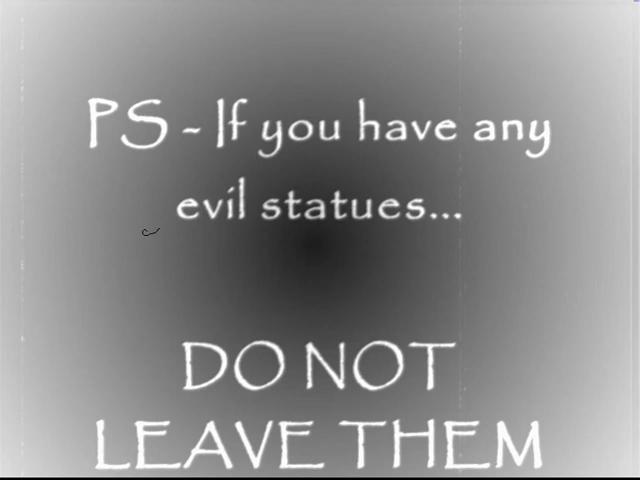 PS - If you have any
evil statues...
DO NOT
LEAVE THEM